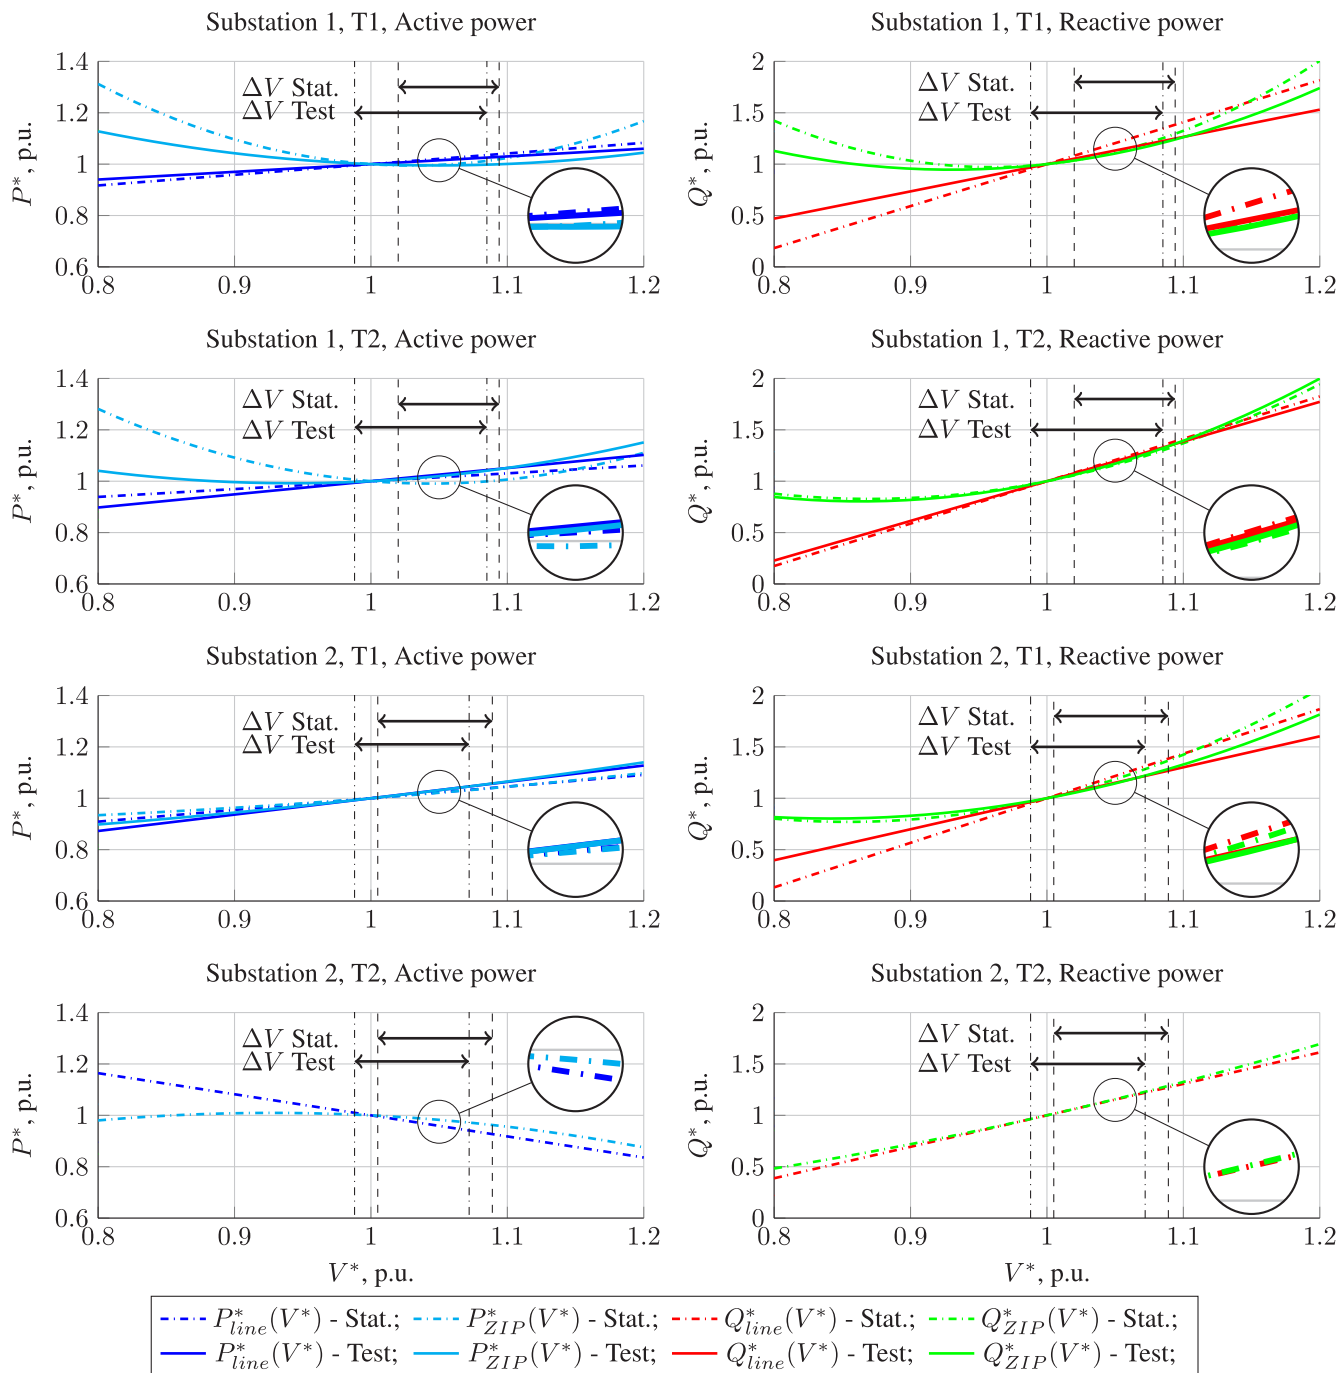 Substation 1, T1, Active power
Substation 1, T1, Reactive power
1.4
1.2
1
0.8
0.6
P*, p.u.
ΔV Stat.
ΔV Test
0.8 0.9 1 1.1 1.2
2
1.5
1
0.5
0
Q*, p.u.
ΔV Stat.
ΔV Test
0.8 0.9 1 1.1 1.2
Substation 1, T2, Active power
Substation 1, T2, Reactive power
1.4
1.2
1
0.8
0.6
P*, p.u.
ΔV Stat.
ΔV Test
0.8 0.9 1 1.1 1.2
2
1.5
1
0.5
0
Q*, p.u.
ΔV Stat.
ΔV Test
0.8 0.9 1 1.1 1.2
Substation 2, T1, Active power
Substation 2, T1, Reactive power
1.4
1.2
1
0.8
0.6
P*, p.u.
ΔV Stat.
ΔV Test
0.8 0.9 1 1.1 1.2
2
1.5
1
0.5
0
Q*, p.u.
ΔV Stat.
ΔV Test
0.8 0.9 1 1.1 1.2
Substation 2, T2, Active power
Substation 2, T2, Reactive power
1.4
1.2
1
0.8
0.6
P*, p.u.
ΔV Stat.
ΔV Test
0.8 0.9 1 1.1 1.2
V*, p.u.
2
1.5
1
0.5
0
Q*, p.u.
ΔV Stat.
ΔV Test
0.8 0.9 1 1.1 1.2
V*, p.u.
P*line(V*) - Stat.; P*ZIP(V*) - Stat.; Q*line(V*) - Stat.; Q*ZIP(V*) - Stat.;
P*line(V*) - Test; P*ZIP(V*) - Test; Q*line(V*) - Test; Q*ZIP(V*) - Test;